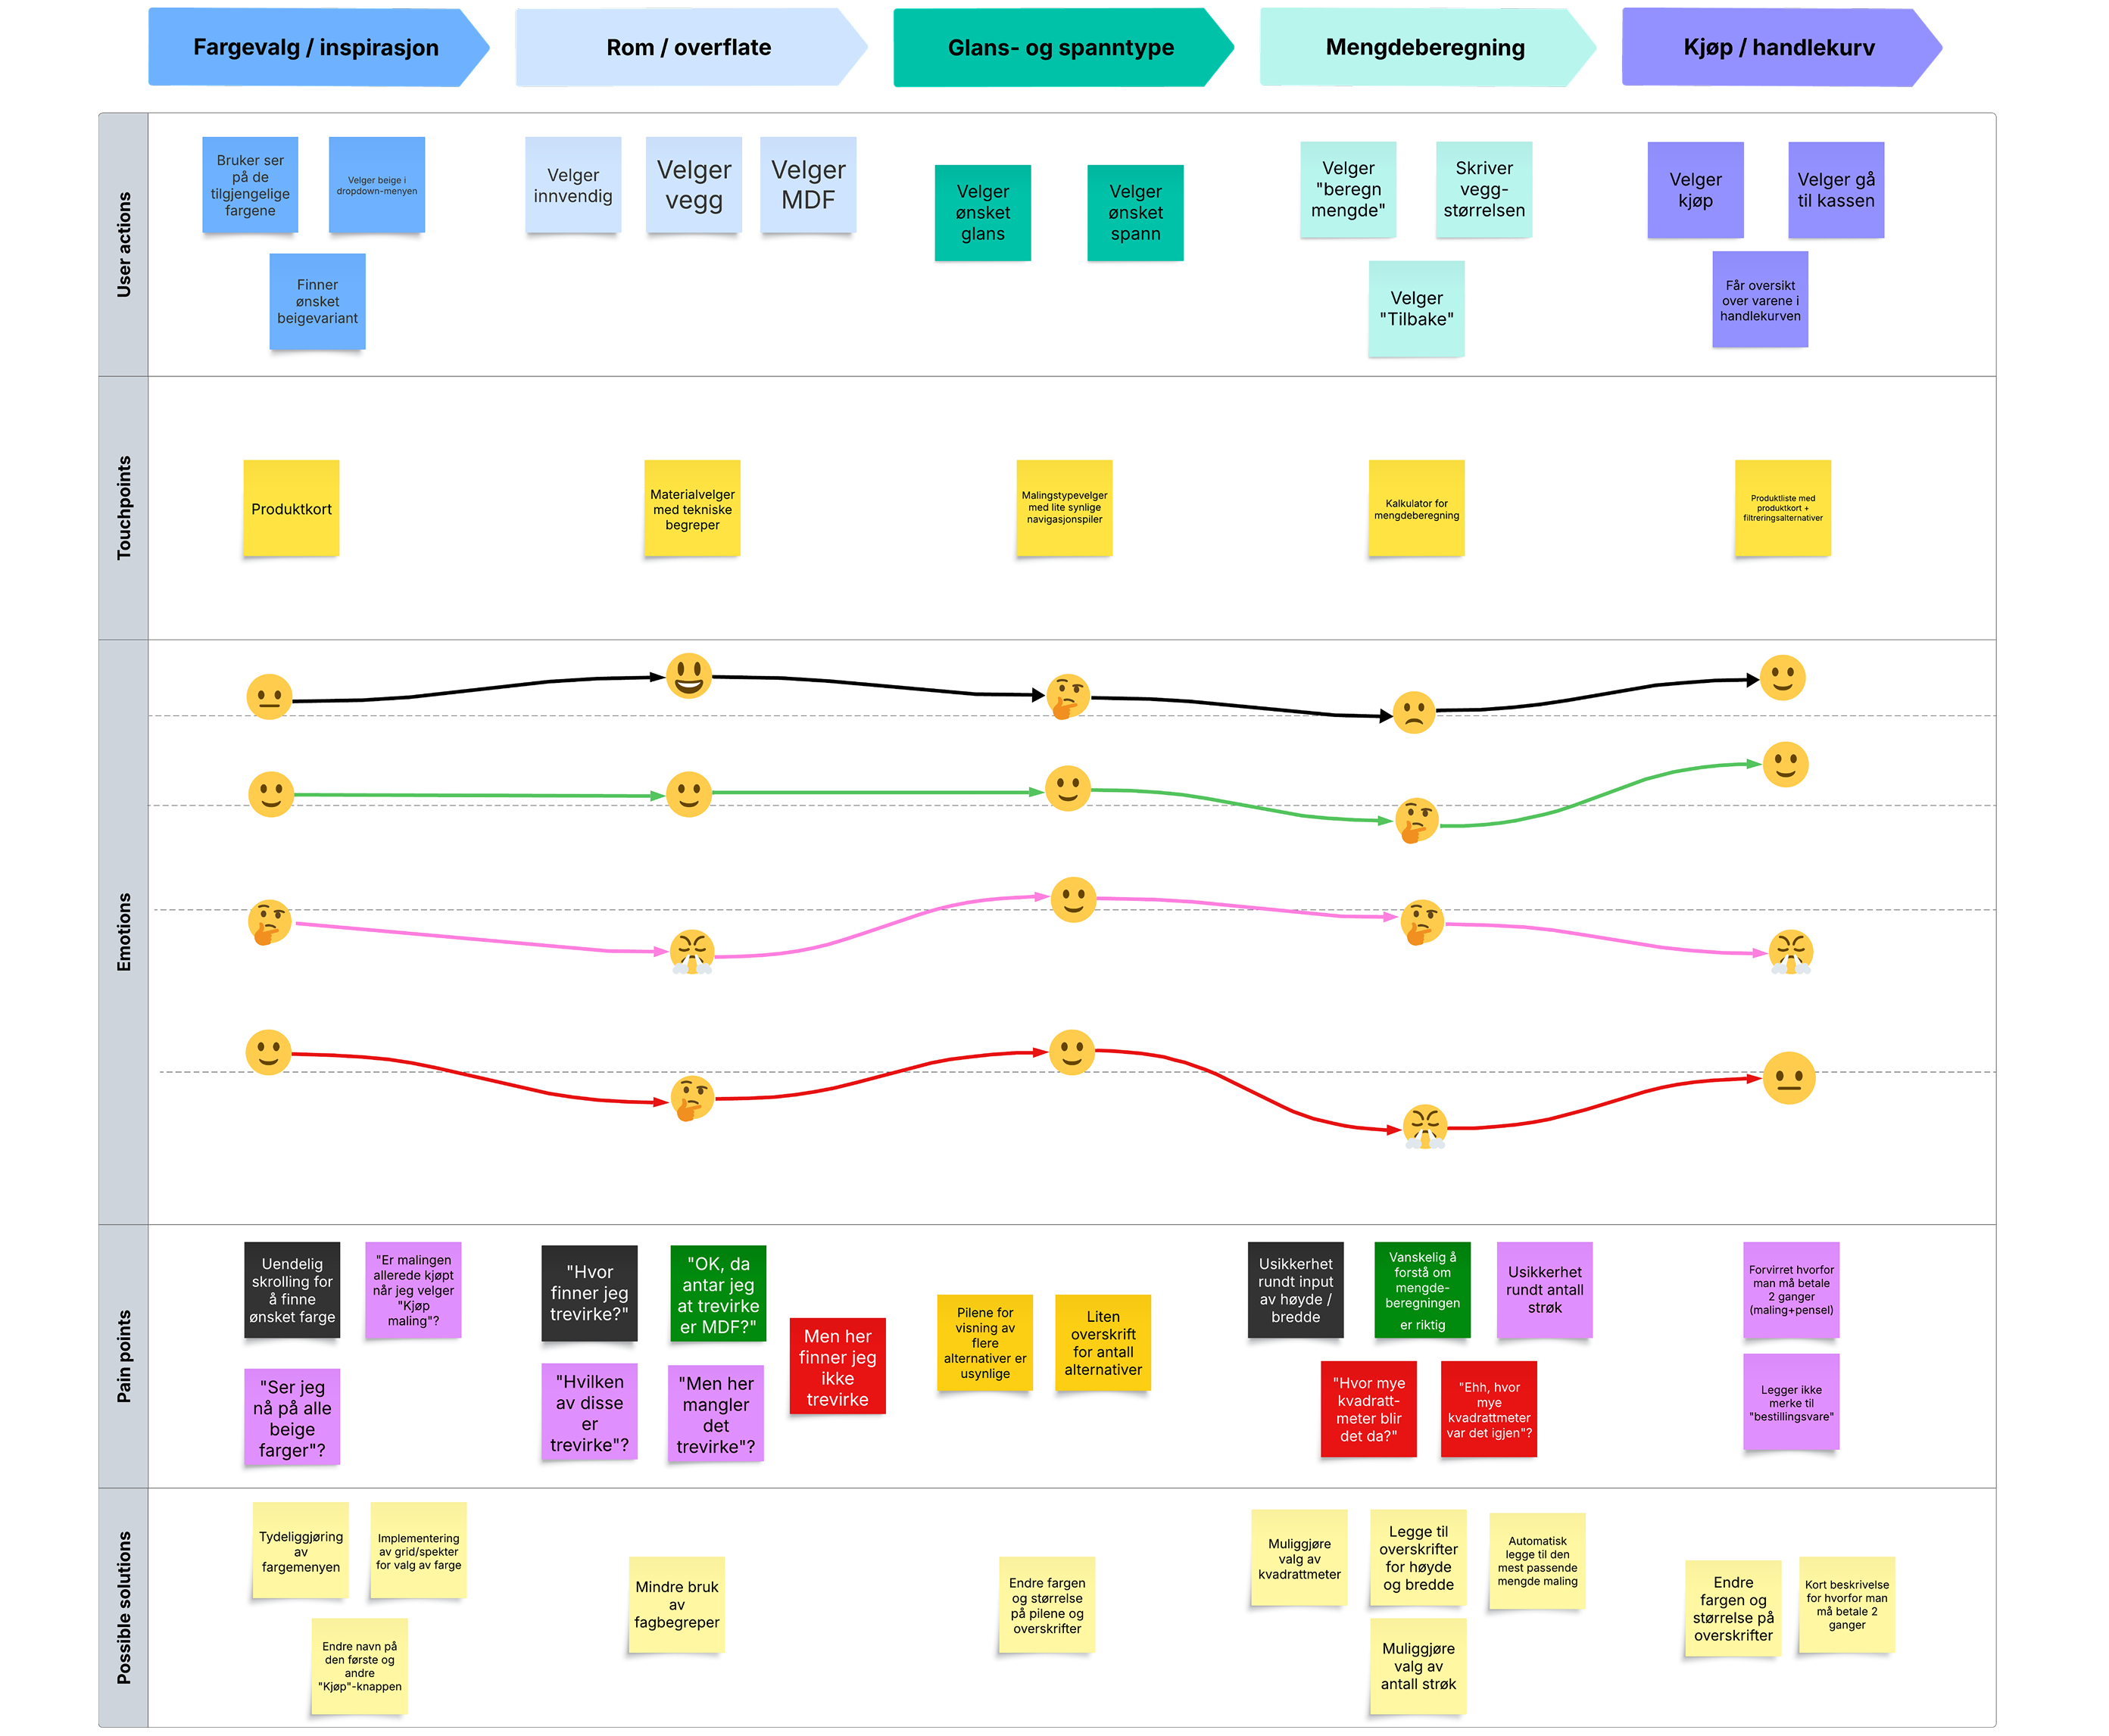 Fargevalg / inspirasjon
Rom / overflate
Glans- og spanntype
Mengdeberegning
Kjøp / handlekurv
User actions
Bruker ser
på de
tilgjengelige
fargene
Velger beige i
dropdown-menyen
Finner
ønsket
beigevariant
Velger
innvendig
Velger
vegg
Velger
MDF
Velger
ønsket
glans
Velger
ønsket
spann
Velger
"beregn
mengde"
Skriver
vegg-
størrelsen
Velger
"Tilbake"
Velger
kjøp
Velger gå
til kassen
Får oversikt
over varene i
handlekurven
Touchpoints
Produktkort
Materialvelger
med tekniske
begreper
Malingstypevelger
med lite synlige
navigasjonspiler
Kalkulator for
mengdeberegning
Produktliste med
produktkort +
filtreringsalternativer
Emotions
Pain points
Uendelig
skrolling for
å finne
ønsket farge
"Er malingen
allerede kjøpt
når jeg velger
"Kjøp
maling"?
"Ser jeg
nå på alle
beige
farger"?
"Hvor
finner jeg
trevirke?"
"OK, da
antar jeg
at trevirke
er MDF?"
Men her
finner jeg
ikke
trevirke
"Hvilken
av disse
er
trevirke"?
"Men her
mangler
det
trevirke"?
Pilene for
visning av
flere
alternativer er
usynlige
Liten
overskrift
for antall
alternativer
Usikkerhet
rundt input
av høyde /
bredde
Vanskelig å
forstå om
mengde-
beregningen
er riktig
Usikkerhet
rundt antall
strøk
"Hvor mye
kvadratt-
meter blir
det da?"
"Ehh, hvor
mye
kvadrattmeter
var det igjen"?
Forvirret hvorfor
man må betale
2 ganger
(maling+pensel)
Legger ikke
merke til
"bestillingsvare"
Possible solutions
Tydeliggjøring
av
fargemenyen
Implementering
av grid/spekter
for valg av farge
Endre navn på
den første og
andre
"Kjøp"-knappen
Mindre bruk
av
fagbegreper
Endre fargen
og størrelse
på pilene og
overskrifter
Muliggjøre
valg av
kvadrattmeter
Legge til
overskrifter
for høyde
og bredde
Automatisk
legge til den
mest passende
mengde maling
Muliggjøre
valg av
antall strøk
Endre
fargen og
størrelse på
overskrifter
Kort beskrivelse
for hvorfor man
må betale 2
ganger